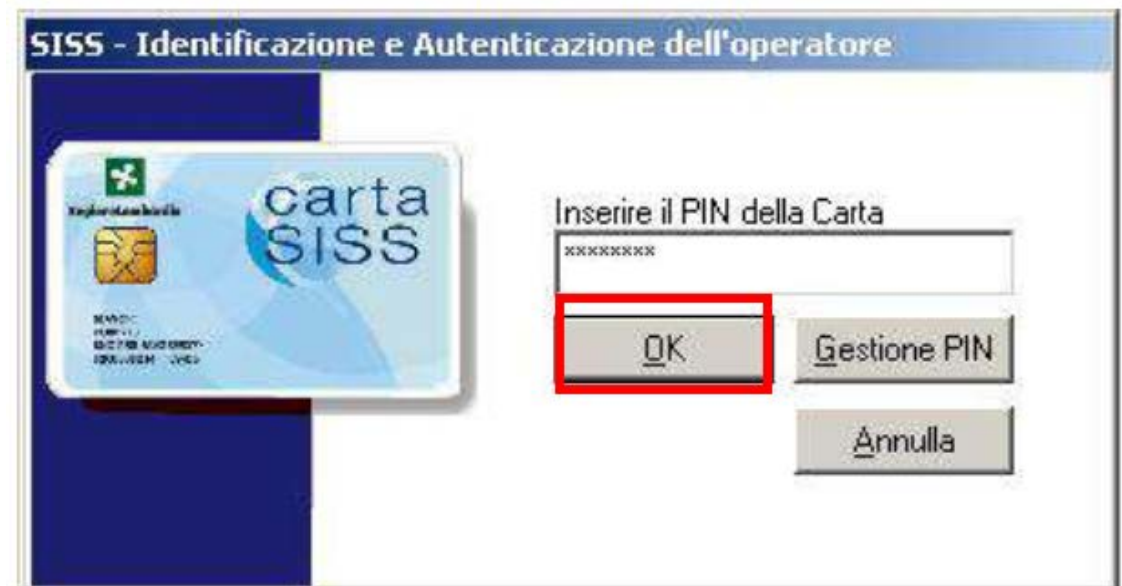 SISS - Identificazione e Autenticazione dell'operatore
carta
SISS
Inserire il PIN della Carta
xxxxxxxx
OK
Gestione PIN
Annulla